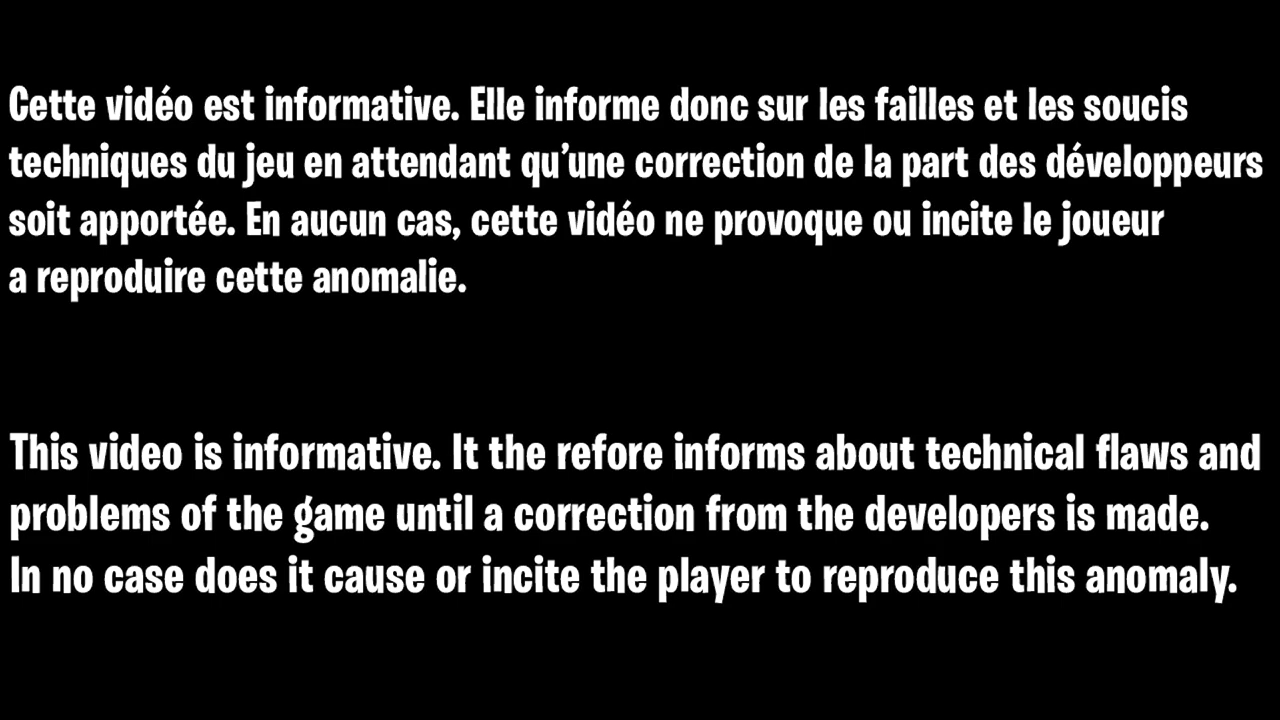 Cette vidéo est informative. Elle informe donc sur les failles et les soucis
techniques du jeu en attendant qu’une correction de la part des développeurs
soit apportée. En aucun cas, cette vidéo ne provoque ou incite le joueur
a reproduire cette anomalie.
This video is informative. It the refore informs about technical flaws and
problems of the game until a correction from the developers is made.
In no case does it cause or incite the player to reproduce this anomaly.